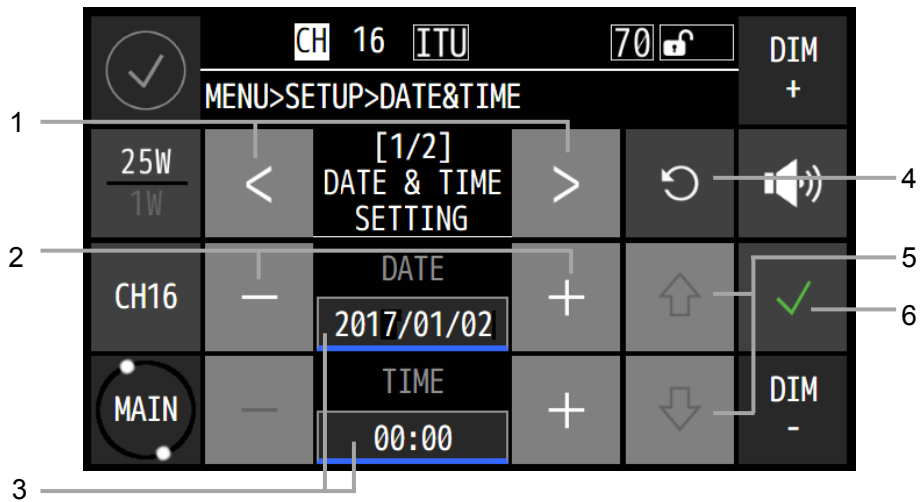 CH 16 ITU 70
DIM
+
MENU>SETUP>DATE&TIME
1
25W
1W
<
[1/2]
DATE & TIME
SETTING
>
4
2
CH16
−
DATE
2017/01/02
+
5
6
MAIN
−
TIME
00:00
+
DIM
-
3